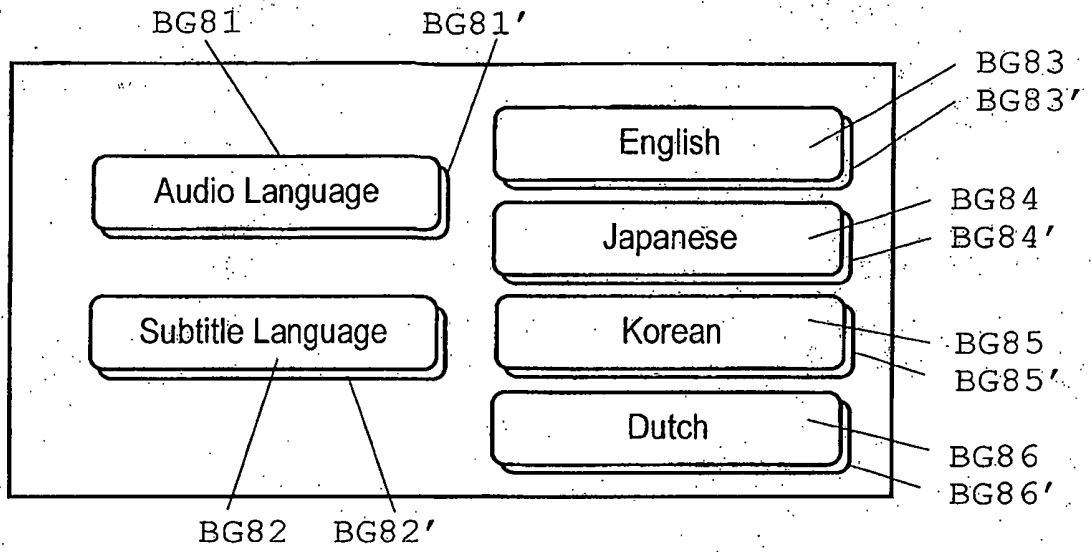 BG81 BG81'
BG83
BG83'
English
Audio Language
BG84
BG84'
Japanese
Subtitle Language
Korean
BG85
BG85'
Dutch
BG86
BG86'
BG82 BG82'